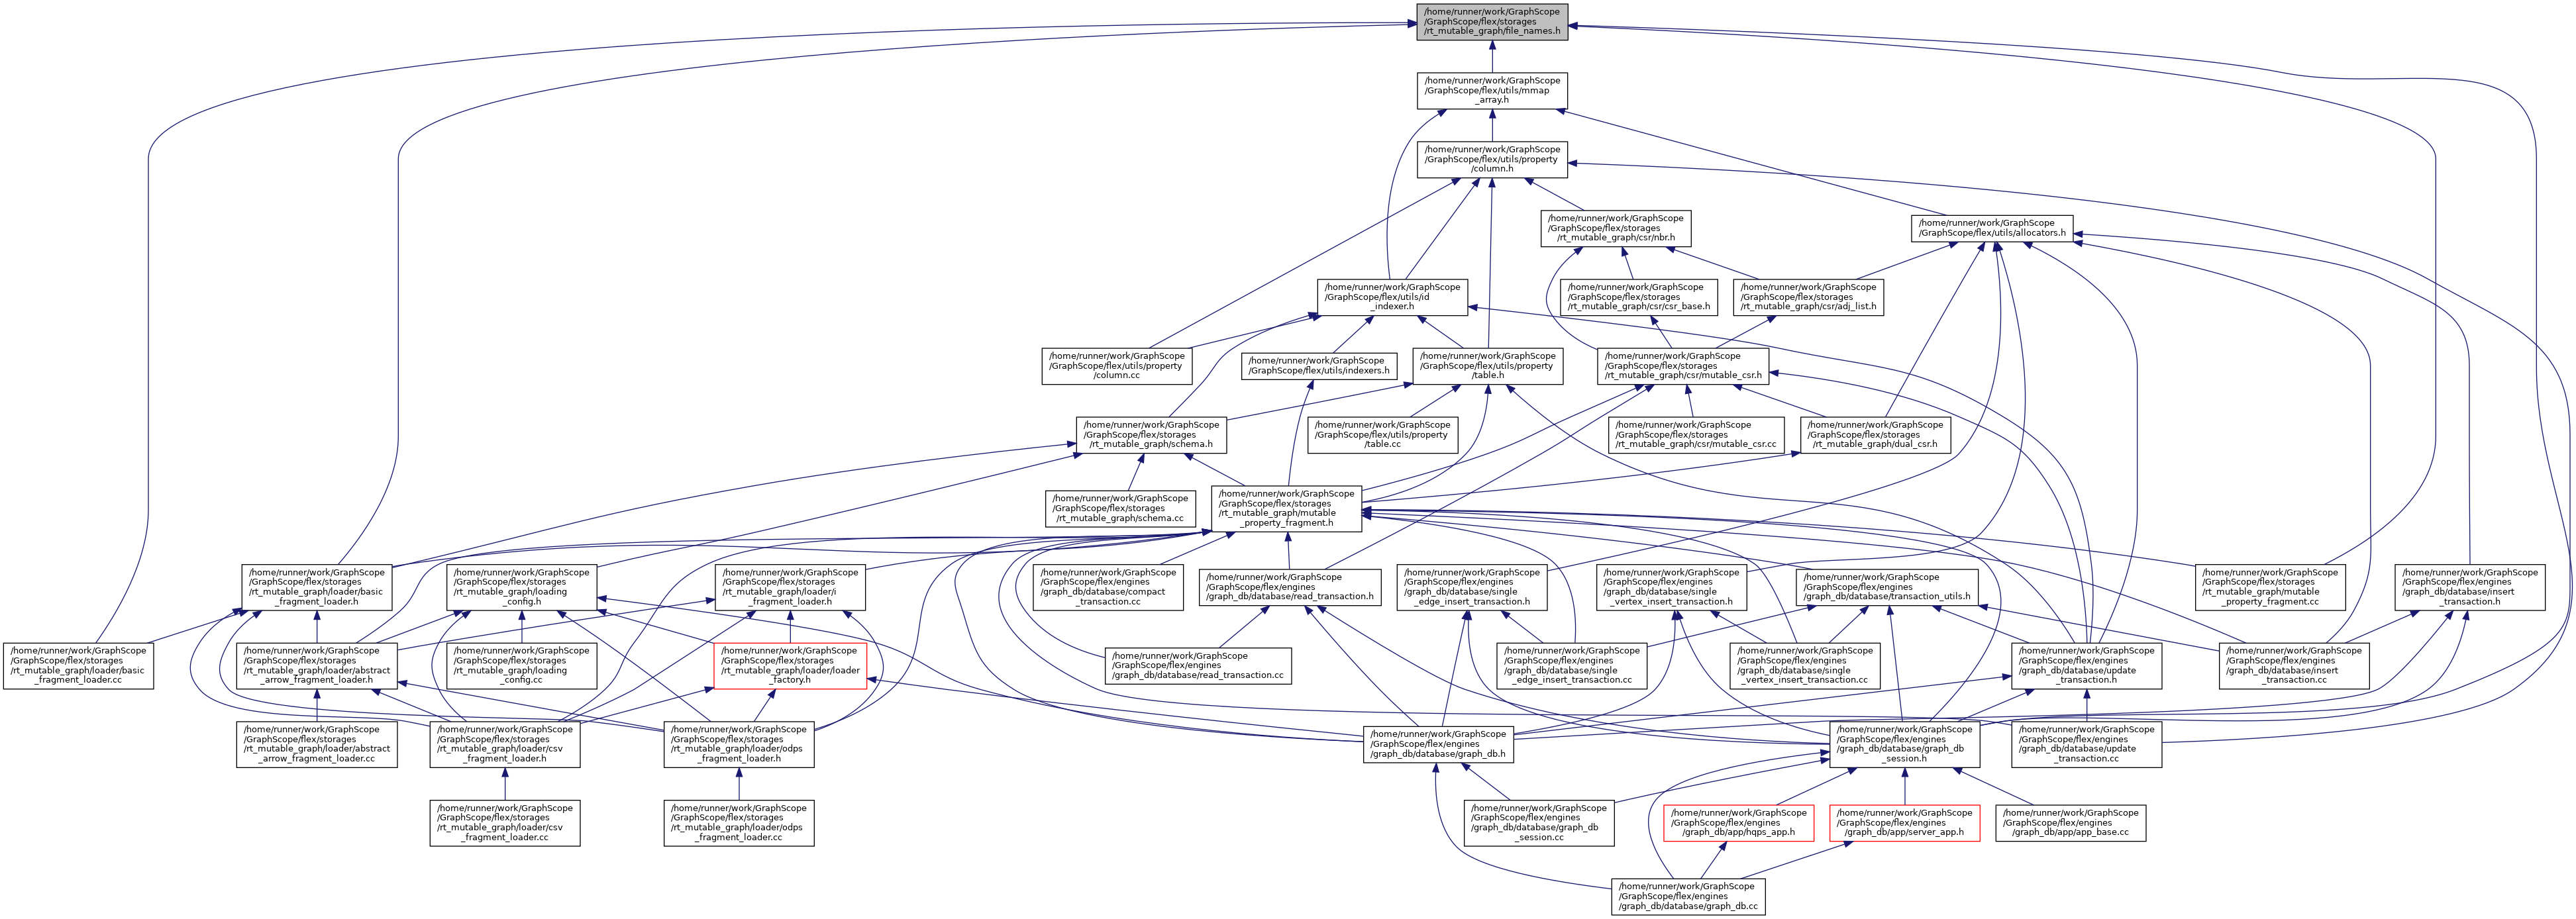 /home/runner/work/GraphScope
/GraphScope/flex/storages
/rt_mutable_graph/file_names.h
/home/runner/work/GraphScope
/GraphScope/flex/utils/mmap
_array.h
/home/runner/work/GraphScope
/GraphScope/flex/utils/property
/column.h
/home/runner/work/GraphScope
/GraphScope/flex/storages
/rt_mutable_graph/csr/nbr.h
/home/runner/work/GraphScope
/GraphScope/flex/utils/allocators.h
/home/runner/work/GraphScope
/GraphScope/flex/utils/id
_indexer.h
/home/runner/work/GraphScope
/GraphScope/flex/storages
/rt_mutable_graph/csr/csr_base.h
/home/runner/work/GraphScope
/GraphScope/flex/storages
/rt_mutable_graph/csr/adj_list.h
/home/runner/work/GraphScope
/GraphScope/flex/utils/property
/column.cc
/home/runner/work/GraphScope
/GraphScope/flex/utils/indexers.h
/home/runner/work/GraphScope
/GraphScope/flex/utils/property
/table.h
/home/runner/work/GraphScope
/GraphScope/flex/storages
/rt_mutable_graph/csr/mutable_csr.h
/home/runner/work/GraphScope
/GraphScope/flex/storages
/rt_mutable_graph/schema.h
/home/runner/work/GraphScope
/GraphScope/flex/utils/property
/table.cc
/home/runner/work/GraphScope
/GraphScope/flex/storages
/rt_mutable_graph/csr/mutable_csr.cc
/home/runner/work/GraphScope
/GraphScope/flex/storages
/rt_mutable_graph/dual_csr.h
/home/runner/work/GraphScope
/GraphScope/flex/storages
/rt_mutable_graph/schema.cc
/home/runner/work/GraphScope
/GraphScope/flex/storages
/rt_mutable_graph/mutable
_property_fragment.h
/home/runner/work/GraphScope
/GraphScope/flex/storages
/rt_mutable_graph/loader/basic
_fragment_loader.h
/home/runner/work/GraphScope
/GraphScope/flex/storages
/rt_mutable_graph/loading
_config.h
/home/runner/work/GraphScope
/GraphScope/flex/storages
/rt_mutable_graph/loader/i
_fragment_loader.h
/home/runner/work/GraphScope
/GraphScope/flex/engines
/graph_db/database/compact
_transaction.cc
/home/runner/work/GraphScope
/GraphScope/flex/engines
/graph_db/database/read_transaction.h
/home/runner/work/GraphScope
/GraphScope/flex/engines
/graph_db/database/single
_edge_insert_transaction.h
/home/runner/work/GraphScope
/GraphScope/flex/engines
/graph_db/database/single
_vertex_insert_transaction.h
/home/runner/work/GraphScope
/GraphScope/flex/engines
/graph_db/database/transaction_utils.h
/home/runner/work/GraphScope
/GraphScope/flex/storages
/rt_mutable_graph/mutable
_property_fragment.cc
/home/runner/work/GraphScope
/GraphScope/flex/engines
/graph_db/database/insert
_transaction.h
/home/runner/work/GraphScope
/GraphScope/flex/storages
/rt_mutable_graph/loader/basic
_fragment_loader.cc
/home/runner/work/GraphScope
/GraphScope/flex/storages
/rt_mutable_graph/loader/abstract
_arrow_fragment_loader.h
/home/runner/work/GraphScope
/GraphScope/flex/storages
/rt_mutable_graph/loading
_config.cc
/home/runner/work/GraphScope
/GraphScope/flex/storages
/rt_mutable_graph/loader/loader
_factory.h
/home/runner/work/GraphScope
/GraphScope/flex/engines
/graph_db/database/read_transaction.cc
/home/runner/work/GraphScope
/GraphScope/flex/engines
/graph_db/database/single
_edge_insert_transaction.cc
/home/runner/work/GraphScope
/GraphScope/flex/engines
/graph_db/database/single
_vertex_insert_transaction.cc
/home/runner/work/GraphScope
/GraphScope/flex/engines
/graph_db/database/update
_transaction.h
/home/runner/work/GraphScope
/GraphScope/flex/engines
/graph_db/database/insert
_transaction.cc
/home/runner/work/GraphScope
/GraphScope/flex/storages
/rt_mutable_graph/loader/abstract
_arrow_fragment_loader.cc
/home/runner/work/GraphScope
/GraphScope/flex/storages
/rt_mutable_graph/loader/csv
_fragment_loader.h
/home/runner/work/GraphScope
/GraphScope/flex/storages
/rt_mutable_graph/loader/odps
_fragment_loader.h
/home/runner/work/GraphScope
/GraphScope/flex/engines
/graph_db/database/graph_db.h
/home/runner/work/GraphScope
/GraphScope/flex/engines
/graph_db/database/graph_db
_session.h
/home/runner/work/GraphScope
/GraphScope/flex/engines
/graph_db/database/update
_transaction.cc
/home/runner/work/GraphScope
/GraphScope/flex/storages
/rt_mutable_graph/loader/csv
_fragment_loader.cc
/home/runner/work/GraphScope
/GraphScope/flex/storages
/rt_mutable_graph/loader/odps
_fragment_loader.cc
/home/runner/work/GraphScope
/GraphScope/flex/engines
/graph_db/database/graph_db
_session.cc
/home/runner/work/GraphScope
/GraphScope/flex/engines
/graph_db/app/hqps_app.h
/home/runner/work/GraphScope
/GraphScope/flex/engines
/graph_db/app/server_app.h
/home/runner/work/GraphScope
/GraphScope/flex/engines
/graph_db/app/app_base.cc
/home/runner/work/GraphScope
/GraphScope/flex/engines
/graph_db/database/graph_db.cc